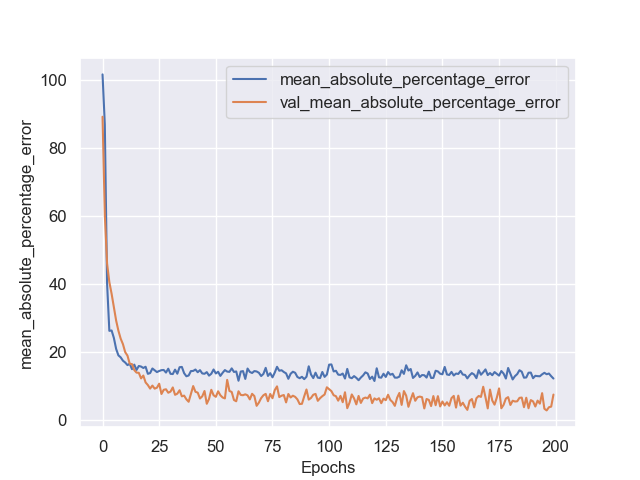 mean_absolute_percentage_error
val_mean_absolute_percentage_error
mean_absolute_percentage_error
100
80
60
40
20
0
0 25 50 75 100 125 150 175 200
Epochs